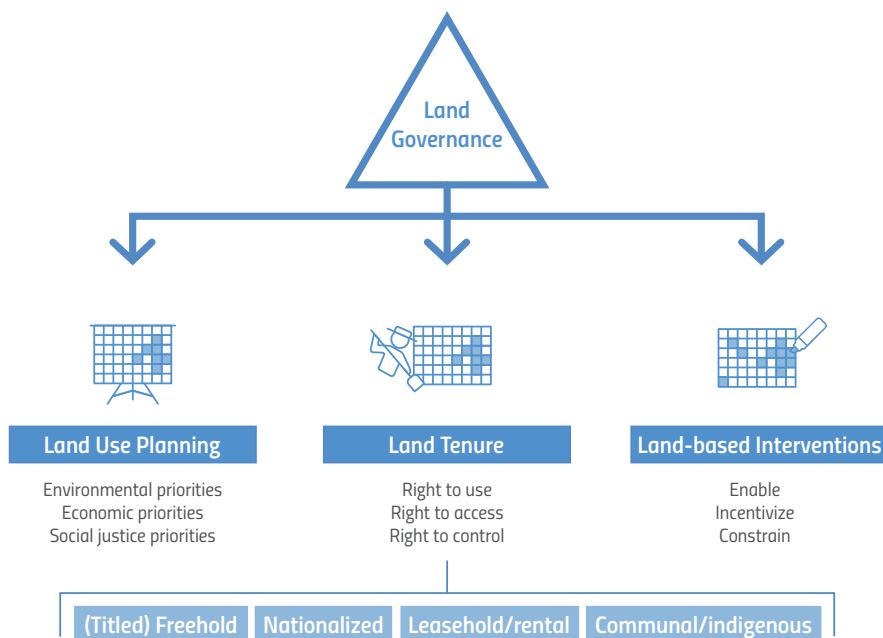 Land
Governance
Land Use Planning
Environmental priorities
Economic priorities
Social justice priorities
Land Tenure
Right to use
Right to access
Right to control
Land-based Interventions
Enable
Incentivize
Constrain
(Titled) Freehold
Nationalized
Leasehold/rental
Communal/indigenous